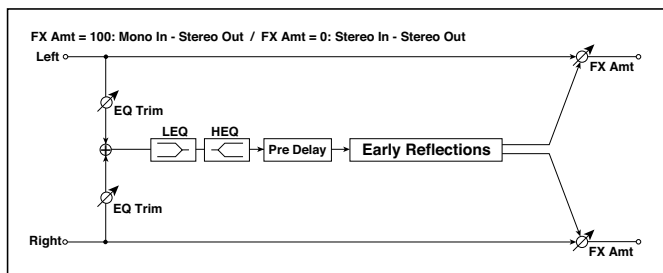 FX Amt = 100: Mono In - Stereo Out / FX Amt = 0: Stereo In - Stereo Out
Left
FX Amt
EQ Trim
LEQ
HEQ
Pre Delay
Early Reflections
EQ Trim
Right
FX Amt